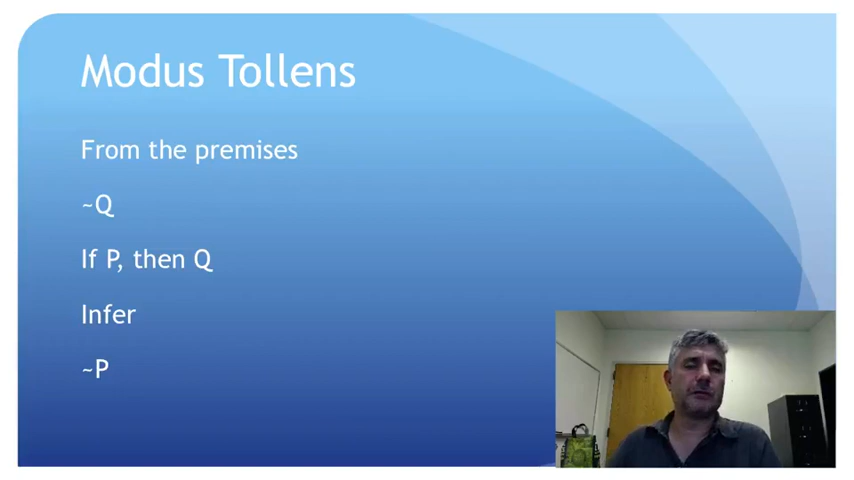 Modus Tollens
From the premises
~Q
If P, then Q
Infer
~P